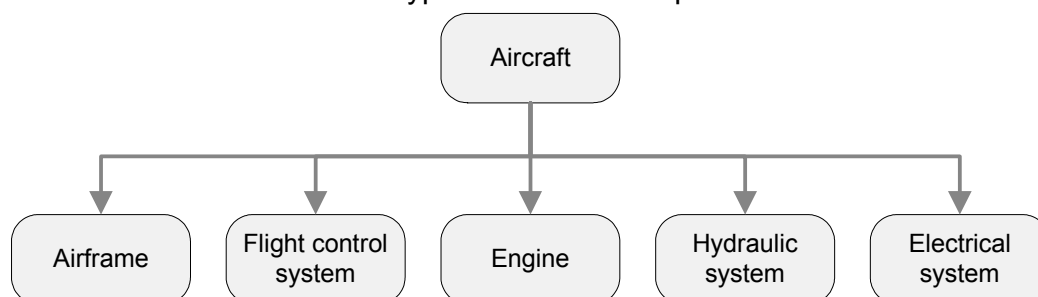 Aircraft
Airframe
Flight control
system
Engine
Hydraulic
system
Electrical
system